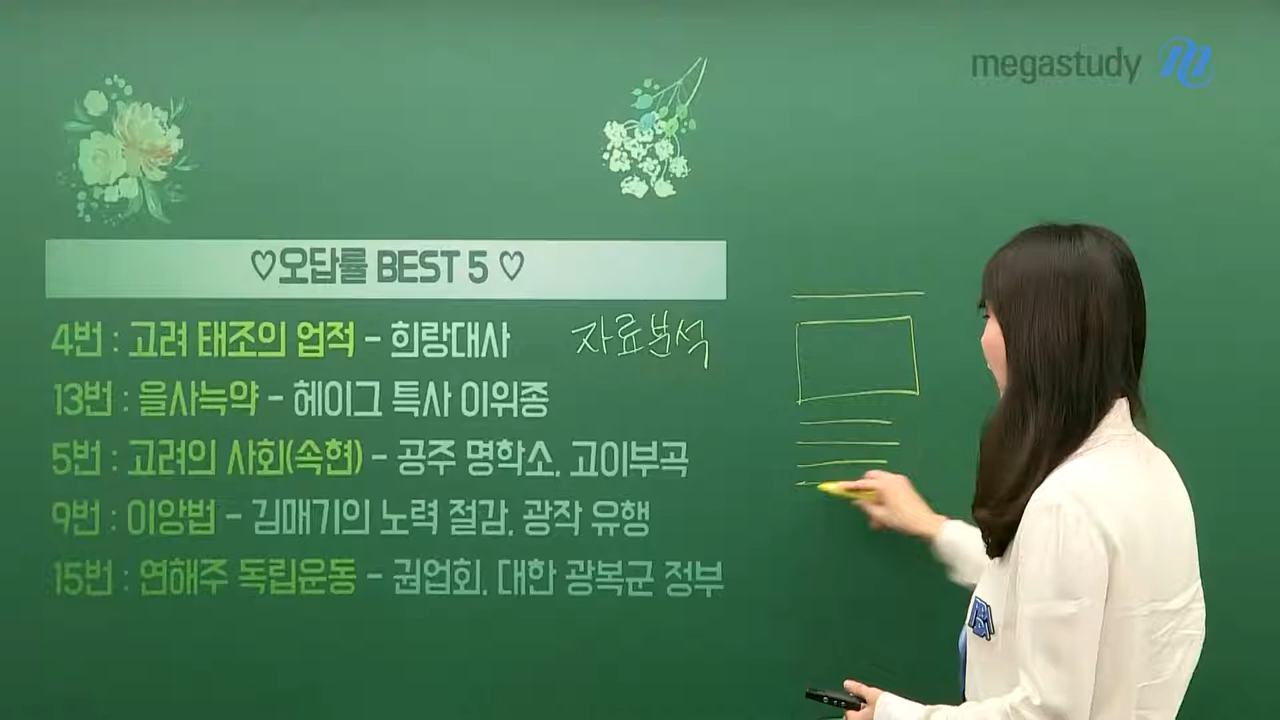 megastudy
♡오답률 BEST 5 ♡
4번 : 고려 태조의 업적 - 희랑대사 자료분석
13번 : 을사늑약 - 헤이그 특사 이위종
5번 : 고려의 사회(속현) - 공주 명학소, 고이부곡
9번 : 이앙법 - 김매기의 노력 절감, 광작 유행
15번 : 연해주 독립운동 - 권업회, 대한 광복군 정부